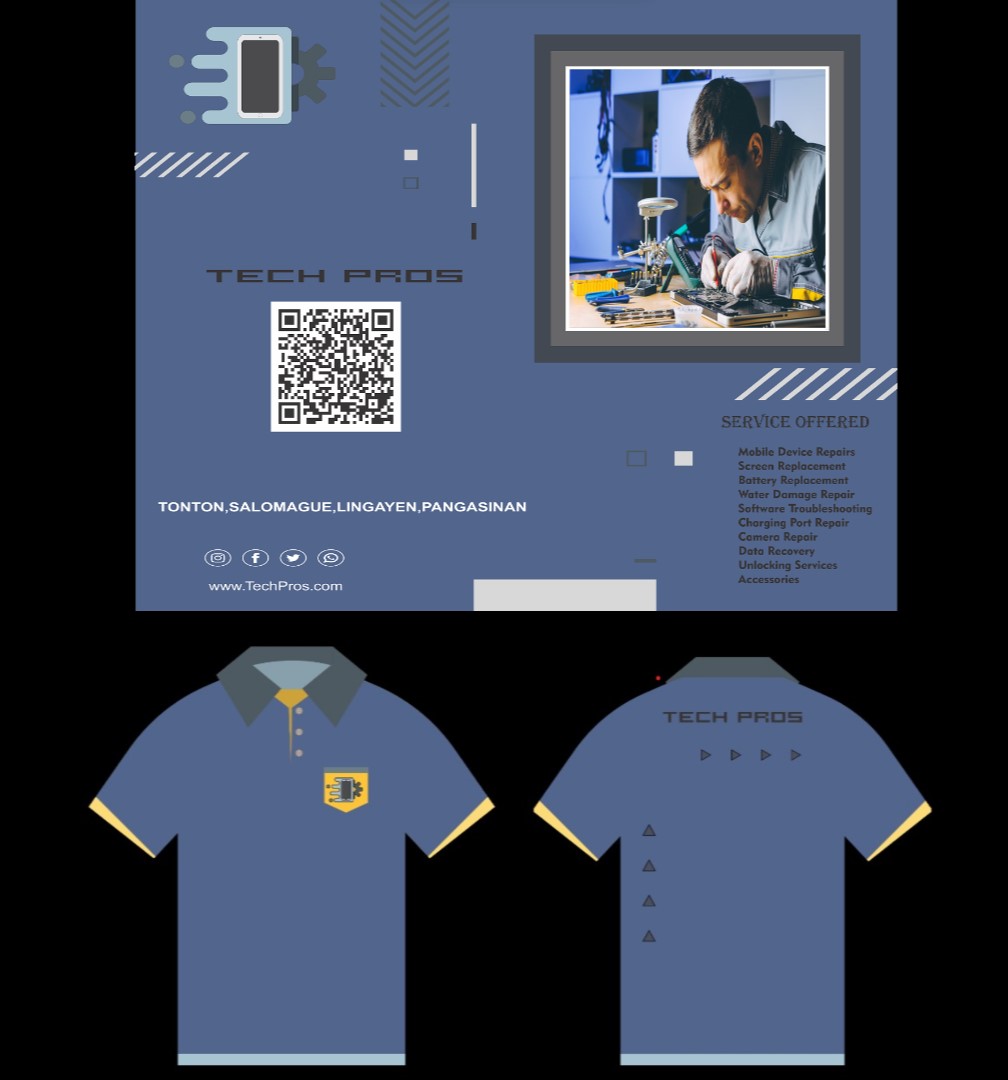 TECH PROS
TONTON,SALOMAGUE,LINGAYEN,PANGASINAN
www.TechPros.com
SERVICE OFFERED
Mobile Device Repairs
Screen Replacement
Battery Replacement
Water Damage Repair
Software Troubleshooting
Charging Port Repair
Camera Repair
Data Recovery
Unlocking Services
Accessories
TECH PROS